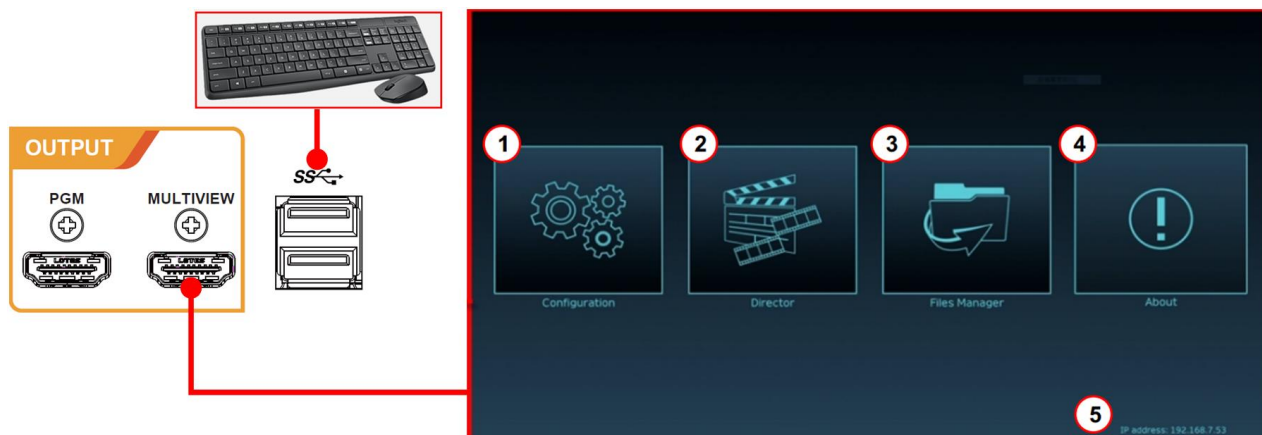 OUTPUT
PGM
MULTIVIEW
SS
1
2
3
4
Configuration
Director
Files Manager
About
5
IP address: 192.168.7.53